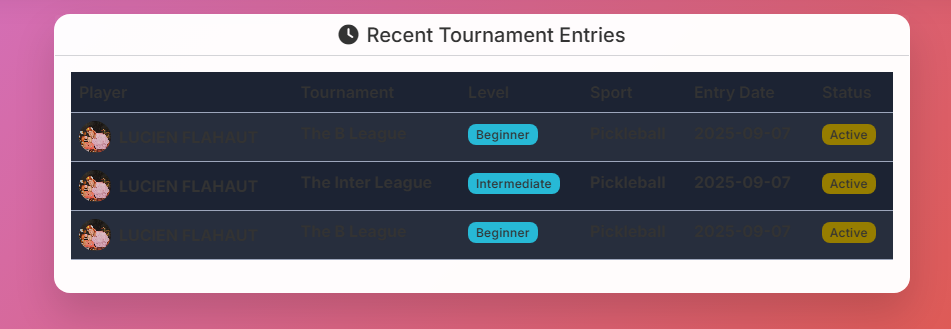 Recent Tournament Entries
Player Tournament Level Sport Entry Date Status
LUCIEN FLAHAUT The B League Beginner Pickleball 2025-09-07 Active
LUCIEN FLAHAUT The Inter League Intermediate Pickleball 2025-09-07 Active
LUCIEN FLAHAUT The B League Beginner Pickleball 2025-09-07 Active